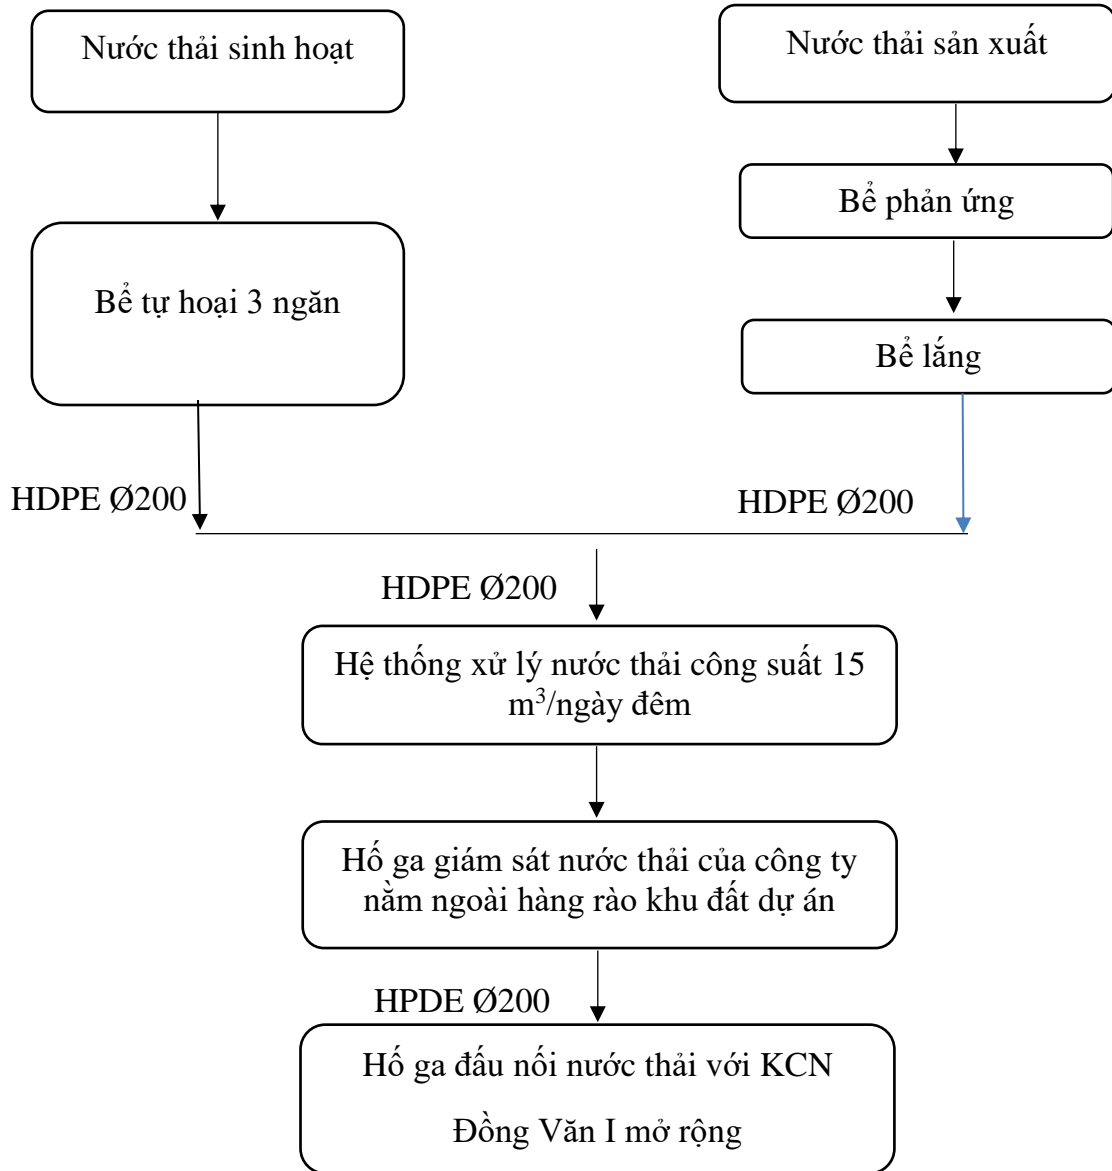 Nước thải sinh hoạt
Nước thải sản xuất
Bể phản ứng
Bể tự hoại 3 ngăn
Bể lắng
HDPE Ø200
HDPE Ø200
HDPE Ø200
Hệ thống xử lý nước thải công suất 15
m³/ngày đêm
Hố ga giám sát nước thải của công ty
nằm ngoài hàng rào khu đất dự án
HPDE Ø200
Hố ga đấu nối nước thải với KCN
Đồng Văn I mở rộng